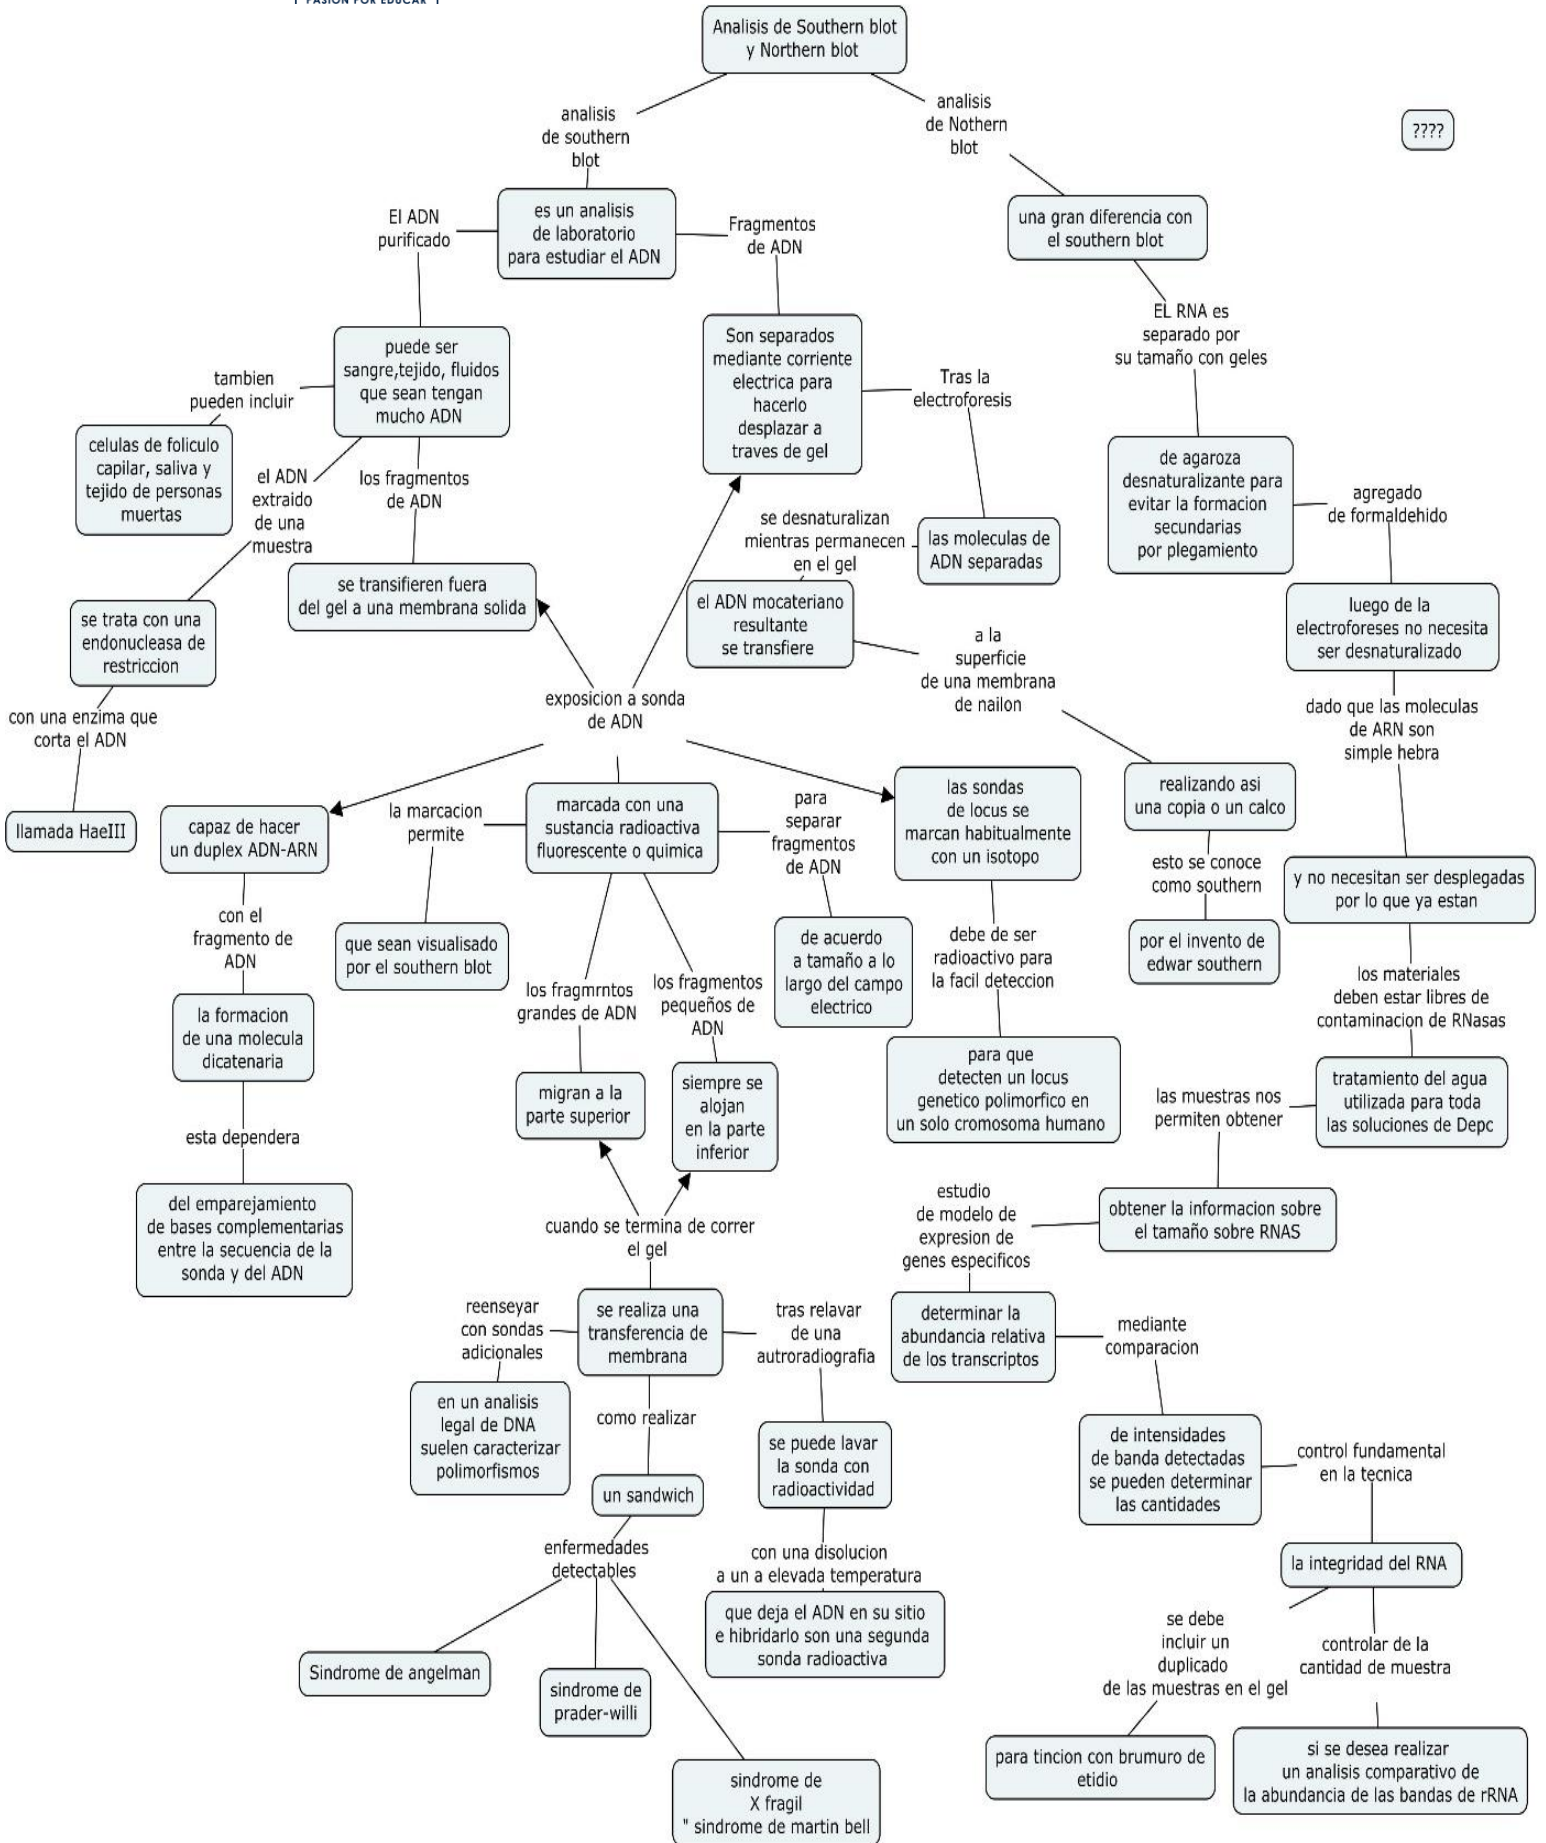 PASIÓN POR EDUCAR
Analisis de Southern blot
y Northern blot
analisis
de southern
blot
analisis
de Nothern
blot
????
El ADN
purificado
es un analisis
de laboratorio
para estudiar el ADN
Fragmentos
de ADN
una gran diferencia con
el southern blot
puede ser
sangre,tejido, fluidos
que sean tengan
mucho ADN
Son separados
mediante corriente
electrica para
hacerlo
desplazar a
traves de gel
EL RNA es
separado por
su tamaño con geles
tambien
pueden incluir
Tras la
electroforesis
celulas de foliculo
capilar, saliva y
tejido de personas
muertas
el ADN
extraido
de una
muestra
los fragmentos
de ADN
de agaroza
desnaturalizante para
evitar la formacion
secundarias
por plegamiento
agregado
de formaldehido
se desnaturalizan
mientras permanecen
en el gel
las moleculas de
ADN separadas
se transfieren fuera
del gel a una membrana solida
el ADN mocateriano
resultante
se transfiere
luego de la
electroforeses no necesita
ser desnaturalizado
se trata con una
endonucleasa de
restriccion
a la
superficie
de una membrana
de nailon
exposicion a sonda
de ADN
con una enzima que
corta el ADN
dado que las moleculas
de ARN son
simple hebra
llamada HaeIII
capaz de hacer
un duplex ADN-ARN
la marcacion
permite
marcada con una
sustancia radioactiva
fluorescente o quimica
para
separar
fragmentos
de ADN
las sondas
de locus se
marcan habitualmente
con un isotopo
realizando asi
una copia o un calco
esto se conoce
como southern
y no necesitan ser desplegadas
por lo que ya estan
con el
fragmento de
ADN
que sean visualisado
por el southern blot
de acuerdo
a tamaño a lo
largo del campo
electrico
debe de ser
radioactivo para
la facil deteccion
por el invento de
edwar southern
los fragmrntos
grandes de ADN
los fragmentos
pequeños de
ADN
los materiales
deben estar libres de
contaminacion de RNasas
la formacion
de una molecula
dicatenaria
migran a la
parte superior
siempre se
alojan
en la parte
inferior
para que
detecten un locus
genetico polimorfico en
un solo cromosoma humano
las muestras nos
permiten obtener
tratamiento del agua
utilizada para toda
las soluciones de Depc
esta dependera
del emparejamiento
de bases complementarias
entre la secuencia de la
sonda y del ADN
cuando se termina de correr
el gel
estudio
de modelo de
expresion de
genes especificos
obtener la informacion sobre
el tamaño sobre RNAS
reenseyar
con sondas
adicionales
se realiza una
transferencia de
membrana
tras relavar
de una
autroradiografia
determinar la
abundancia relativa
de los transcriptos
mediante
comparacion
en un analisis
legal de DNA
suelen caracterizar
polimorfismos
como realizar
se puede lavar
la sonda con
radioactividad
de intensidades
de banda detectadas
se pueden determinar
las cantidades
control fundamental
en la tecnica
un sandwich
enfermedades
detectables
con una disolucion
a un a elevada temperatura
la integridad del RNA
que deja el ADN en su sitio
e hibridarlo son una segunda
sonda radioactiva
se debe
incluir un
duplicado
de las muestras en el gel
controlar de la
cantidad de muestra
Sindrome de angelman
sindrome de
prader-willi
para tincion con brumuro de
etidio
si se desea realizar
un analisis comparativo de
la abundancia de las bandas de rRNA
sindrome de
X fragil
" sindrome de martin bell